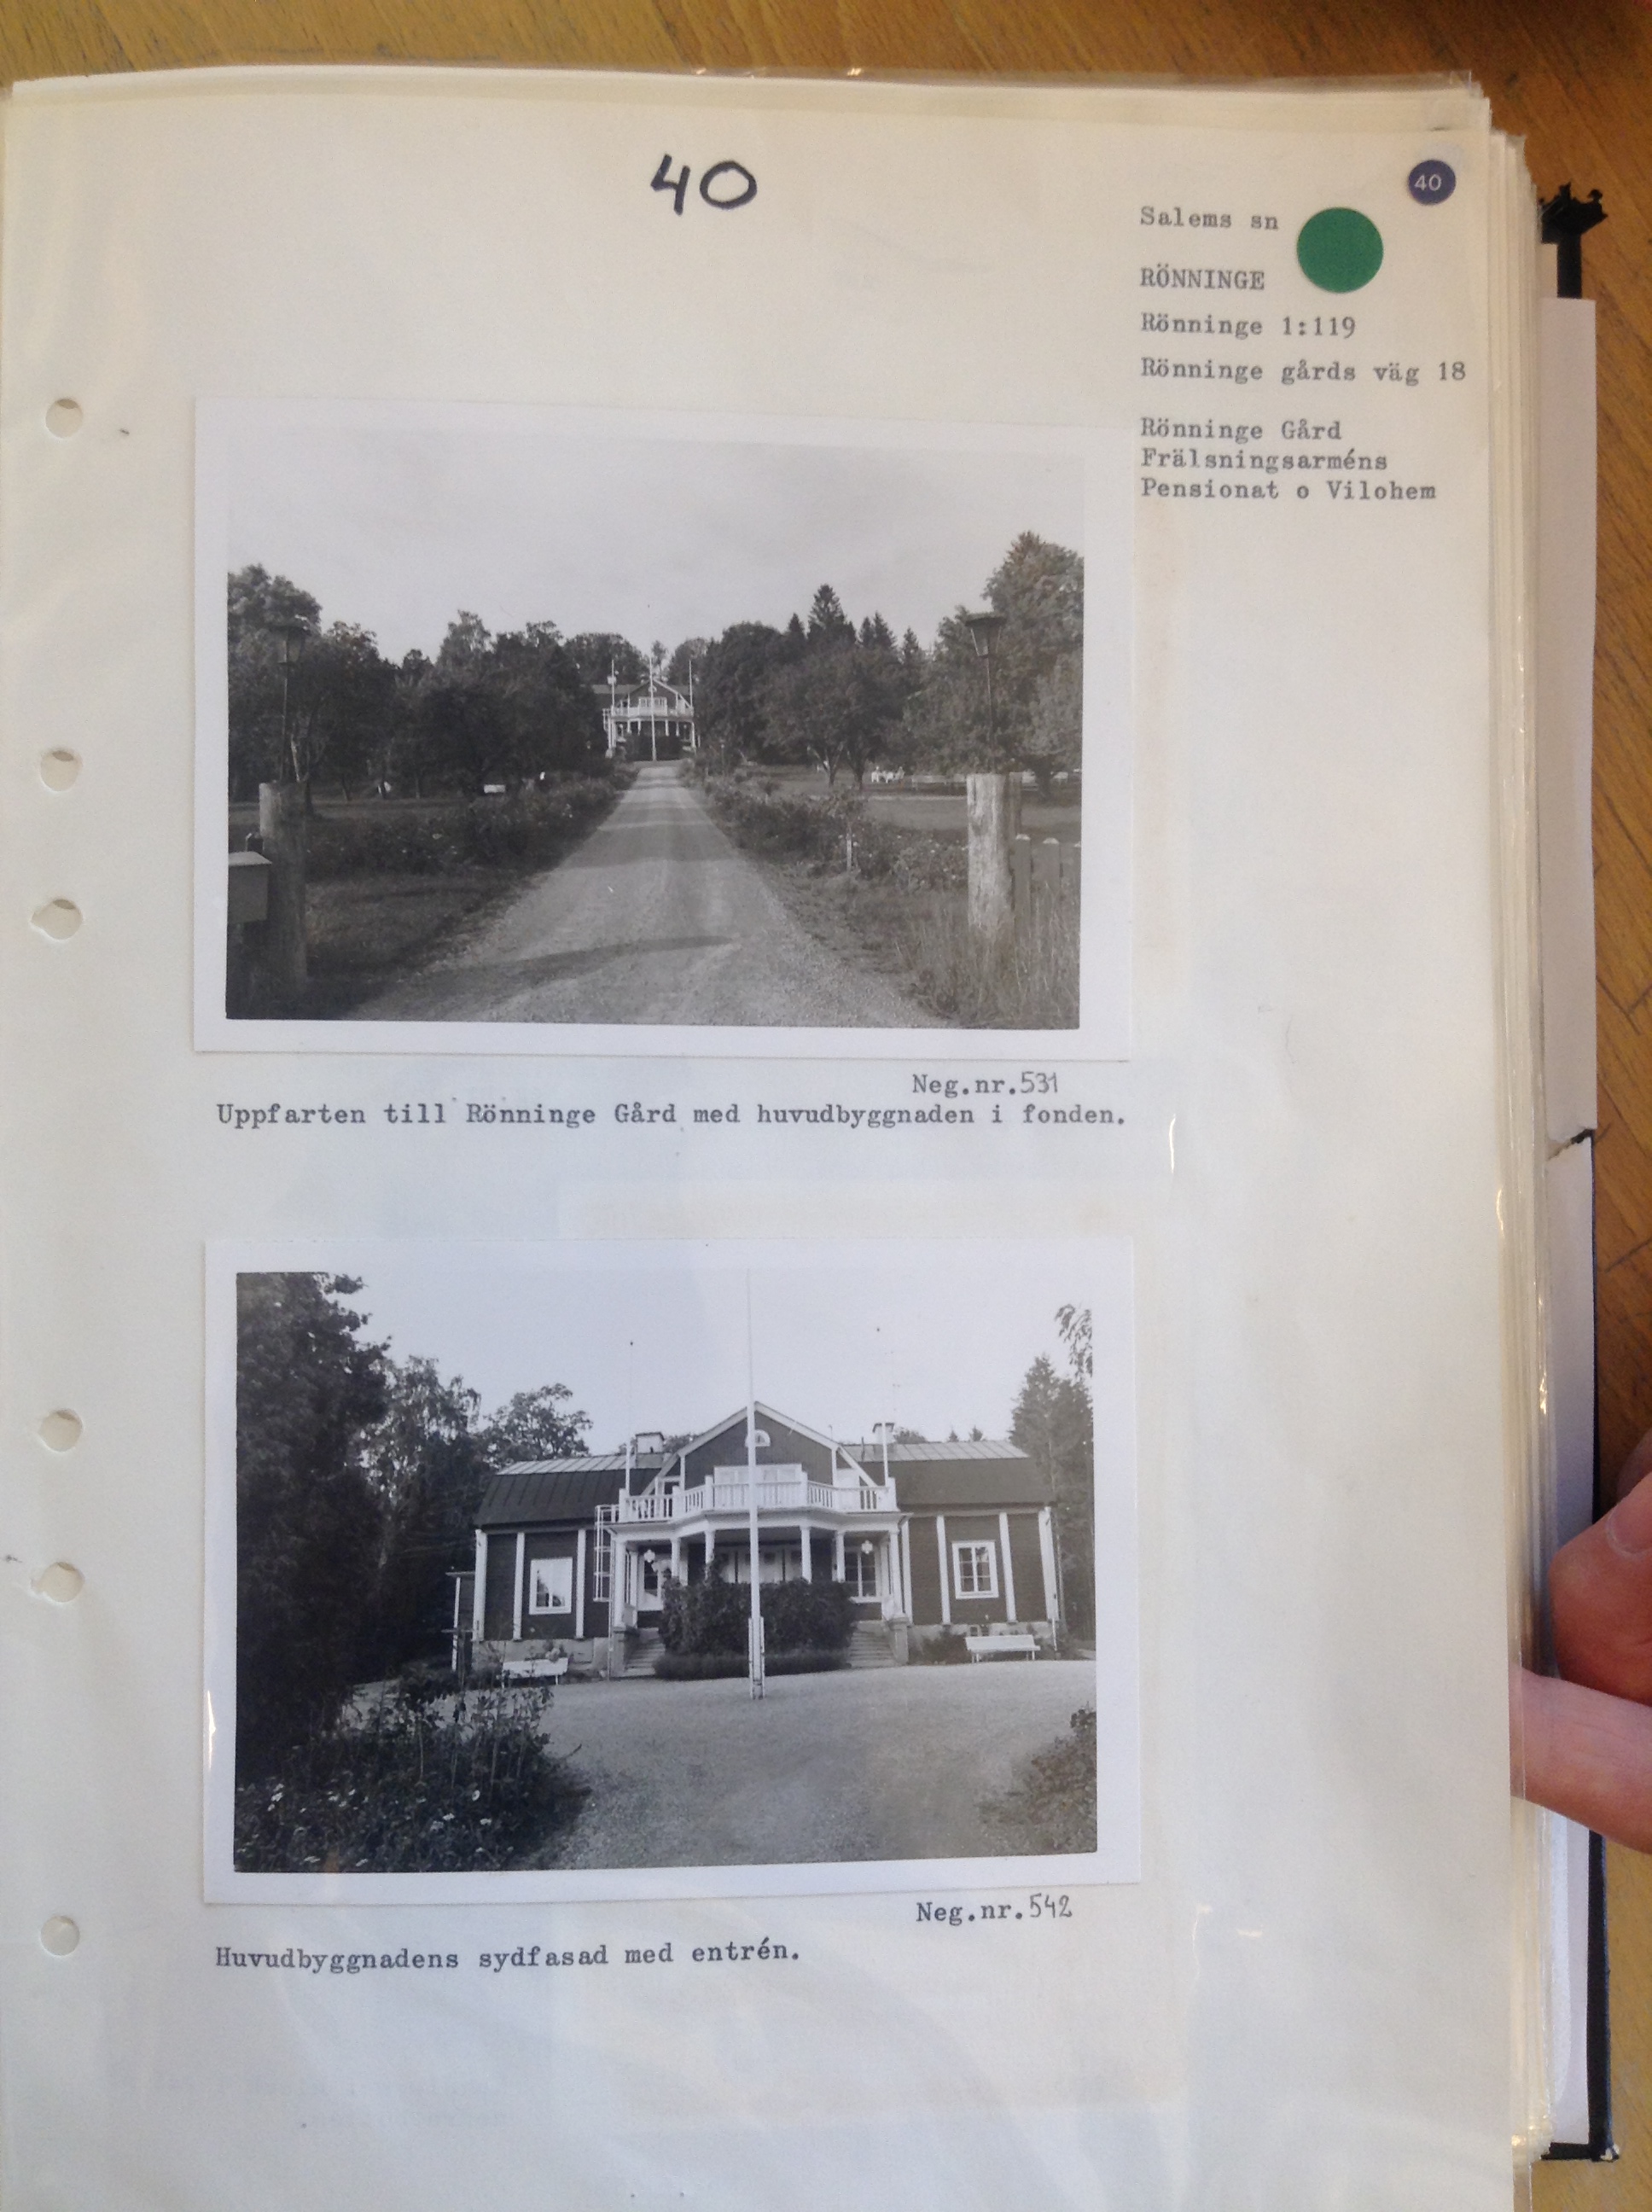 40
40
Salems sn
RÖNNINGE
Rönninge 1:119
Rönninge gårds väg 18
Rönninge Gård
Frälsningsarméns
Pensionat o Vilohem
Neg.nr.531
Uppfarten till Rönninge Gård med huvudbyggnaden i fonden.
Neg.nr.542
Huvudbyggnadens sydfasad med entrén.